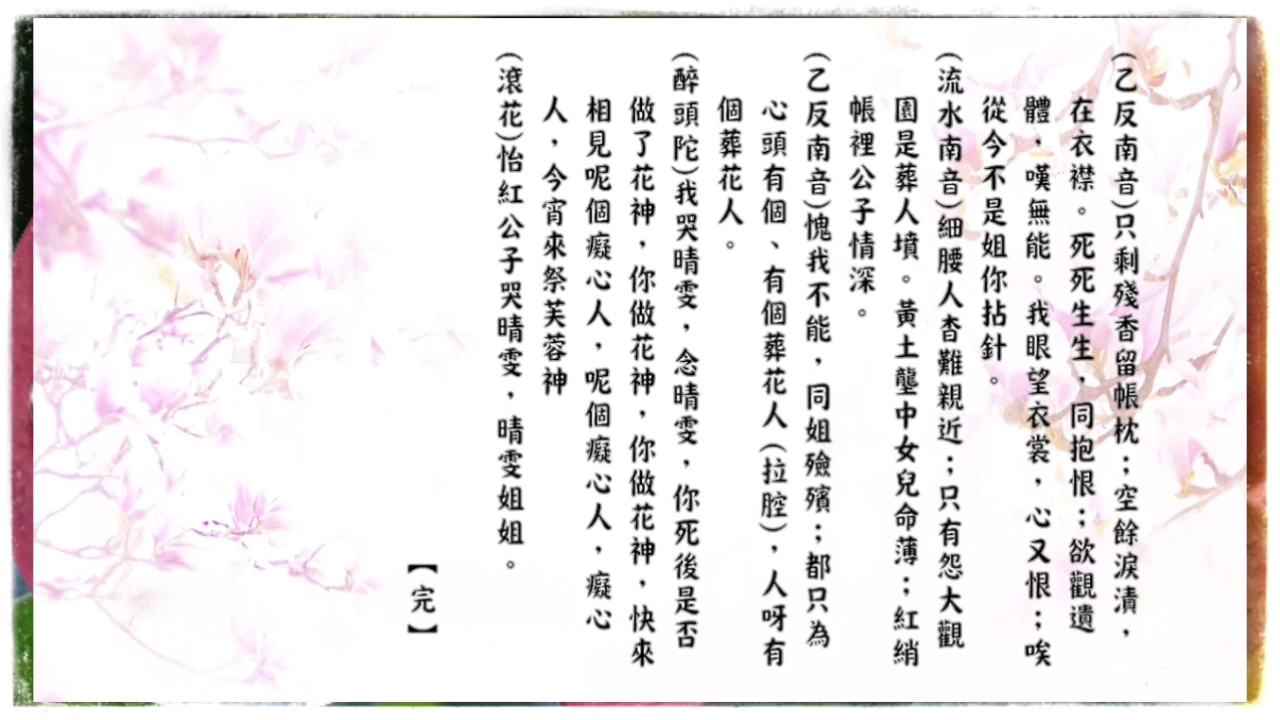 (乙反南音)只剩殘香留帳枕；空餘淚漬，
在衣襟。死死生生，同抱恨；欲觀遺
體，嘆無能。我眼望衣裳，心又恨；唉
從今不是姐你拈針。
(流水南音)細腰人杳難親近；只有怨大觀
園是葬人墳。黃土壟中女兒命薄；紅綃
帳裡公子情深。
(乙反南音)愧我不能，同姐殮殯；都只為
心頭有個、有個葬花人(拉腔)，人呀有
個葬花人。
(醉頭陀)我哭晴雯，念晴雯，你死後是否
做了花神，你做花神，你做花神，快來
相見呢個癡心人，呢個癡心人，癡心
人，今宵來祭芙蓉神
(滾花)怡紅公子哭晴雯，晴雯姐姐。
【完】